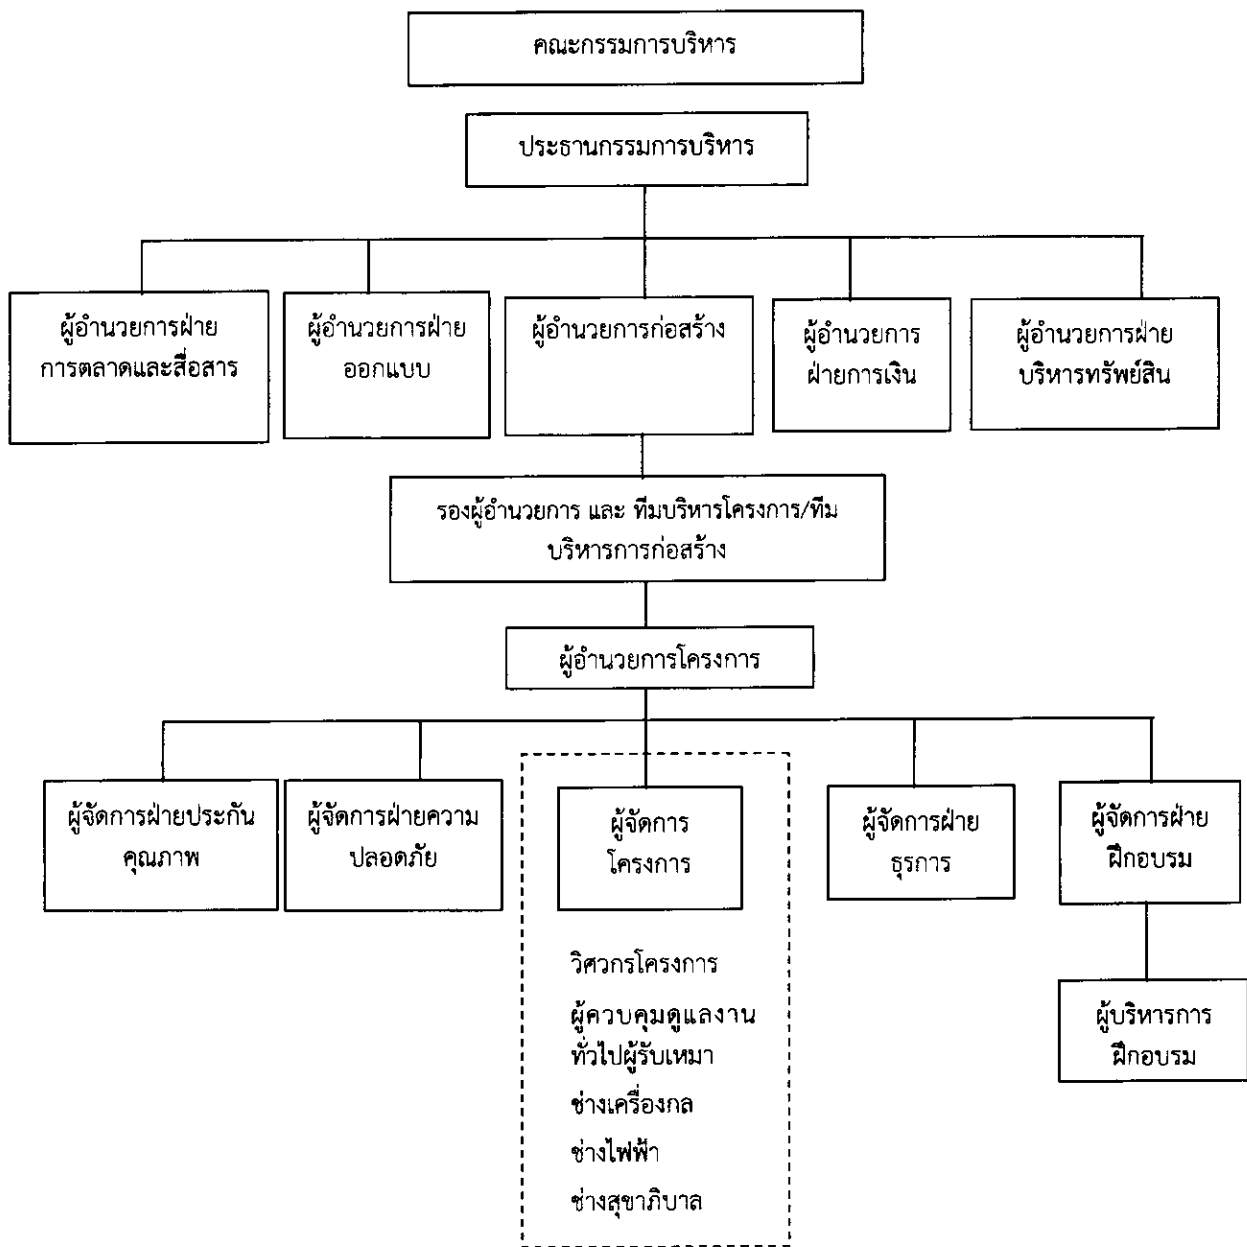 คณะกรรมการบริหาร
ประธานกรรมการบริหาร
ผู้อำนวยการฝ่าย
การตลาดและสื่อสาร
ผู้อำนวยการฝ่าย
ออกแบบ
ผู้อำนวยการก่อสร้าง
ผู้อำนวยการ
ฝ่ายการเงิน
ผู้อำนวยการฝ่าย
บริหารทรัพย์สิน
รองผู้อำนวยการ และ ทีมบริหารโครงการ/ทีม
บริหารการก่อสร้าง
ผู้อำนวยการโครงการ
ผู้จัดการฝ่ายประกัน
คุณภาพ
ผู้จัดการฝ่ายความ
ปลอดภัย
ผู้จัดการ
โครงการ
ผู้จัดการฝ่าย
ธุรการ
ผู้จัดการฝ่าย
ฝึกอบรม
วิศวกรโครงการ
ผู้ควบคุมดูแลงาน
ทั่วไปผู้รับเหมา
ช่างเครื่องกล
ช่างไฟฟ้า
ช่างสุขาภิบาล
ผู้บริหารการ
ฝึกอบรม